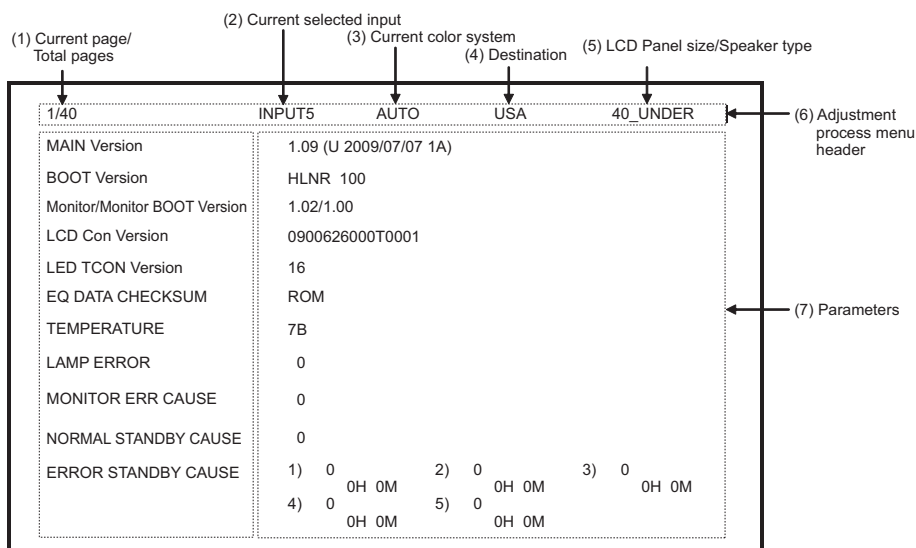 (2) Current selected input
(1) Current page/
Total pages
(3) Current color system
(4) Destination
(5) LCD Panel size/Speaker type
1/40 INPUT5 AUTO USA 40_UNDER
(6) Adjustment
process menu
header
MAIN Version 1.09 (U 2009/07/07 1A)
BOOT Version HLNR 100
Monitor/Monitor BOOT Version 1.02/1.00
LCD Con Version 0900626000T0001
LED TCON Version 16
EQ DATA CHECKSUM ROM
(7) Parameters
TEMPERATURE 7B
LAMP ERROR 0
MONITOR ERR CAUSE 0
NORMAL STANDBY CAUSE 0
ERROR STANDBY CAUSE 1) 0 2) 0 3) 0
0H 0M 0H 0M 0H 0M
4) 0 5) 0
0H 0M 0H 0M